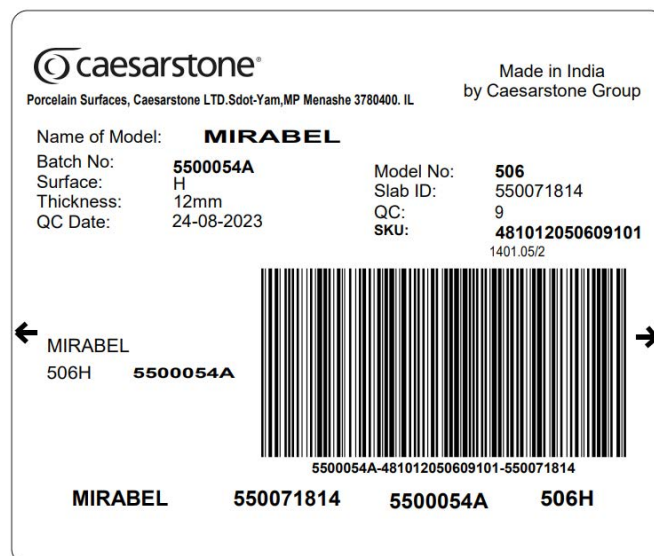 caesarstone®
Made in India
by Caesarstone Group
Porcelain Surfaces, Caesarstone LTD.Sdot-Yam,MP Menashe 3780400. IL
Name of Model: MIRABEL
Batch No: 5500054A
Surface: H
Thickness: 12mm
QC Date: 24-08-2023
Model No: 506
Slab ID: 550071814
QC: 9
SKU: 481012050609101
1401.05/2
MIRABEL
506H 5500054A
5500054A-481012050609101-550071814
MIRABEL 550071814 5500054A 506H